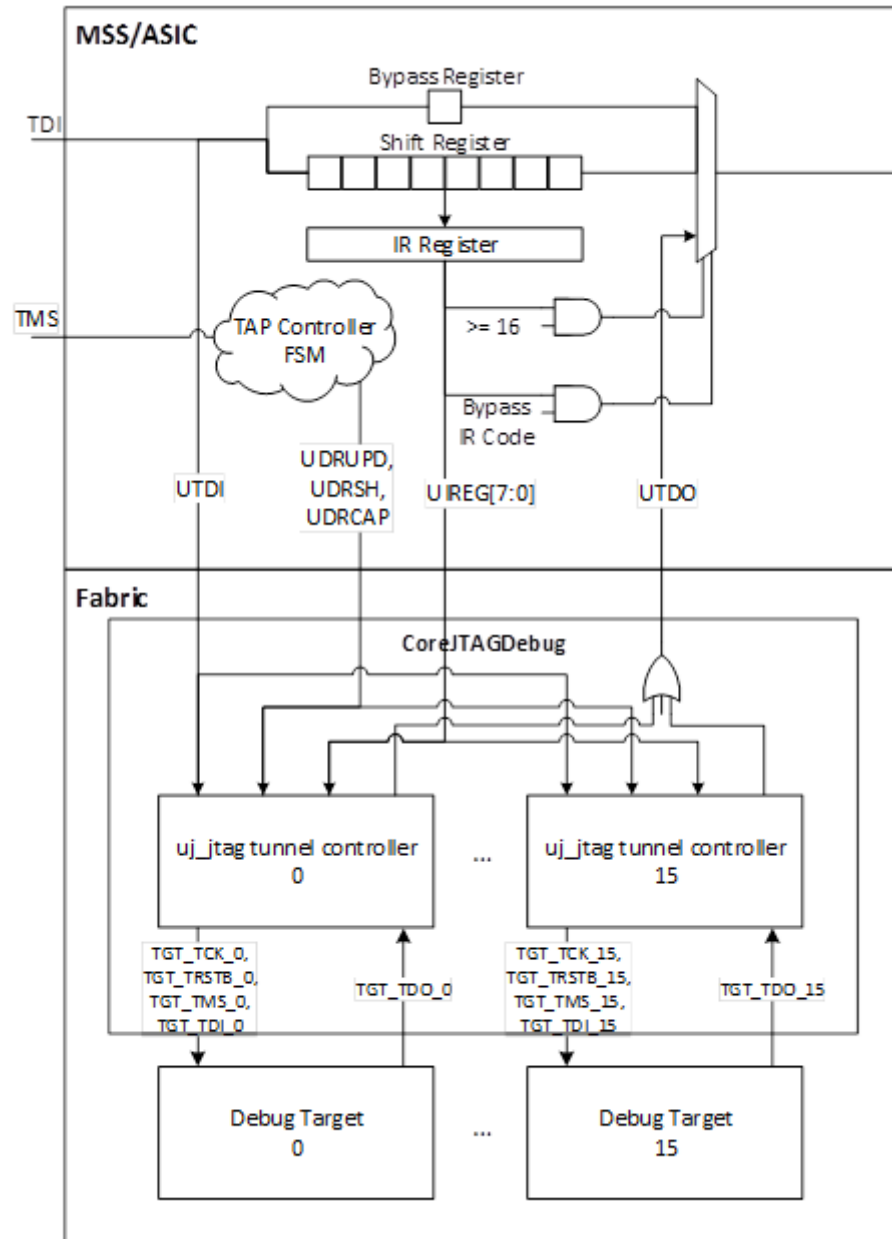 MSS/ASIC
Bypass Register
TDI
Shift Register
IR Register
TMS
TAP Controller
FSM
>= 16
Bypass
IR Code
UDRUPD,
UDRSH,
UDRCAP
UTDI
UIREG[7:0]
UTDO
Fabric
CoreJTAGDebug
uj_jtag tunnel controller
0
...
uj_jtag tunnel controller
15
TGT_TCK_0,
TGT_TRSTB_0,
TGT_TMS_0,
TGT_TDI_0
TGT_TDO_0
TGT_TCK_15,
TGT_TRSTB_15,
TGT_TMS_15,
TGT_TDI_15
TGT_TDO_15
Debug Target
0
...
Debug Target
15